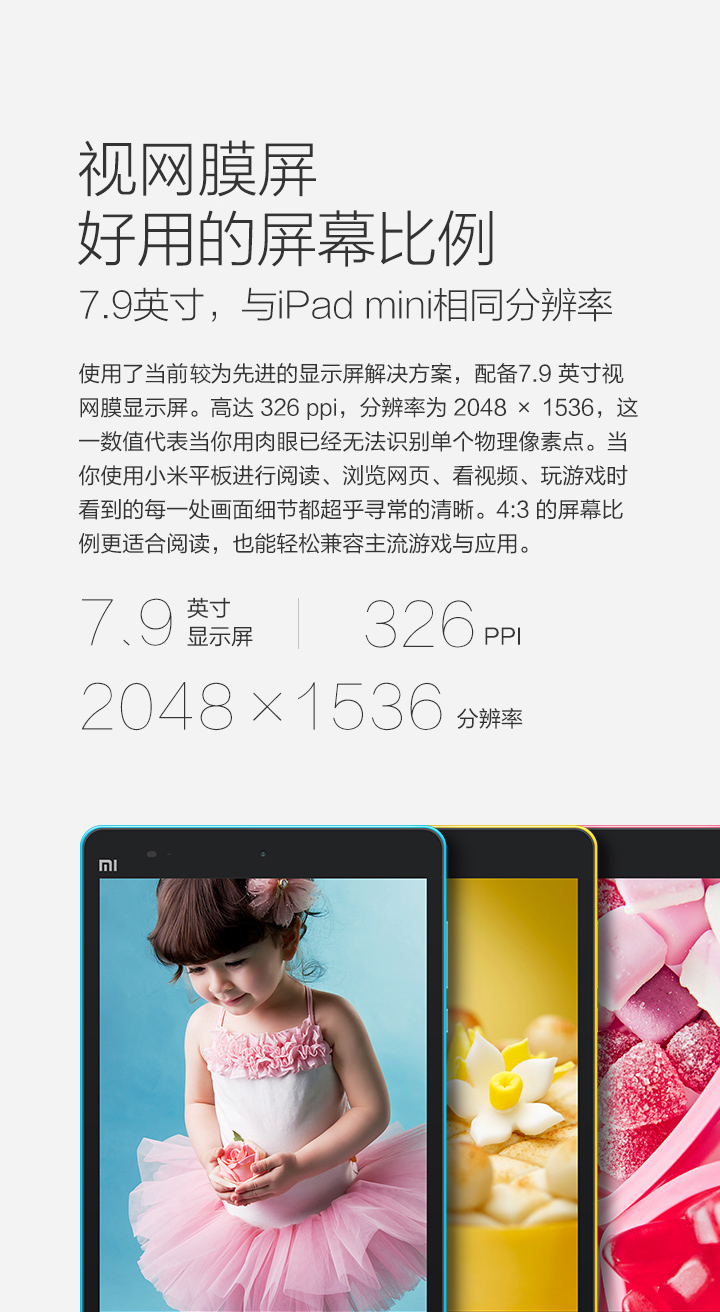 视网膜屏
好用的屏幕比例
7.9英寸，与iPad mini相同分辨率
使用了当前较为先进的显示屏解决方案，配备7.9 英寸视
网膜显示屏。高达 326 ppi，分辨率为 2048 × 1536，这
一数值代表当你用肉眼已经无法识别单个物理像素点。当
你使用小米平板进行阅读、浏览网页、看视频、玩游戏时
看到的每一处画面细节都超乎寻常的清晰。4:3 的屏幕比
例更适合阅读，也能轻松兼容主流游戏与应用。
7.9 英寸
显示屏
326 PPI
2048×1536 分辨率
mi